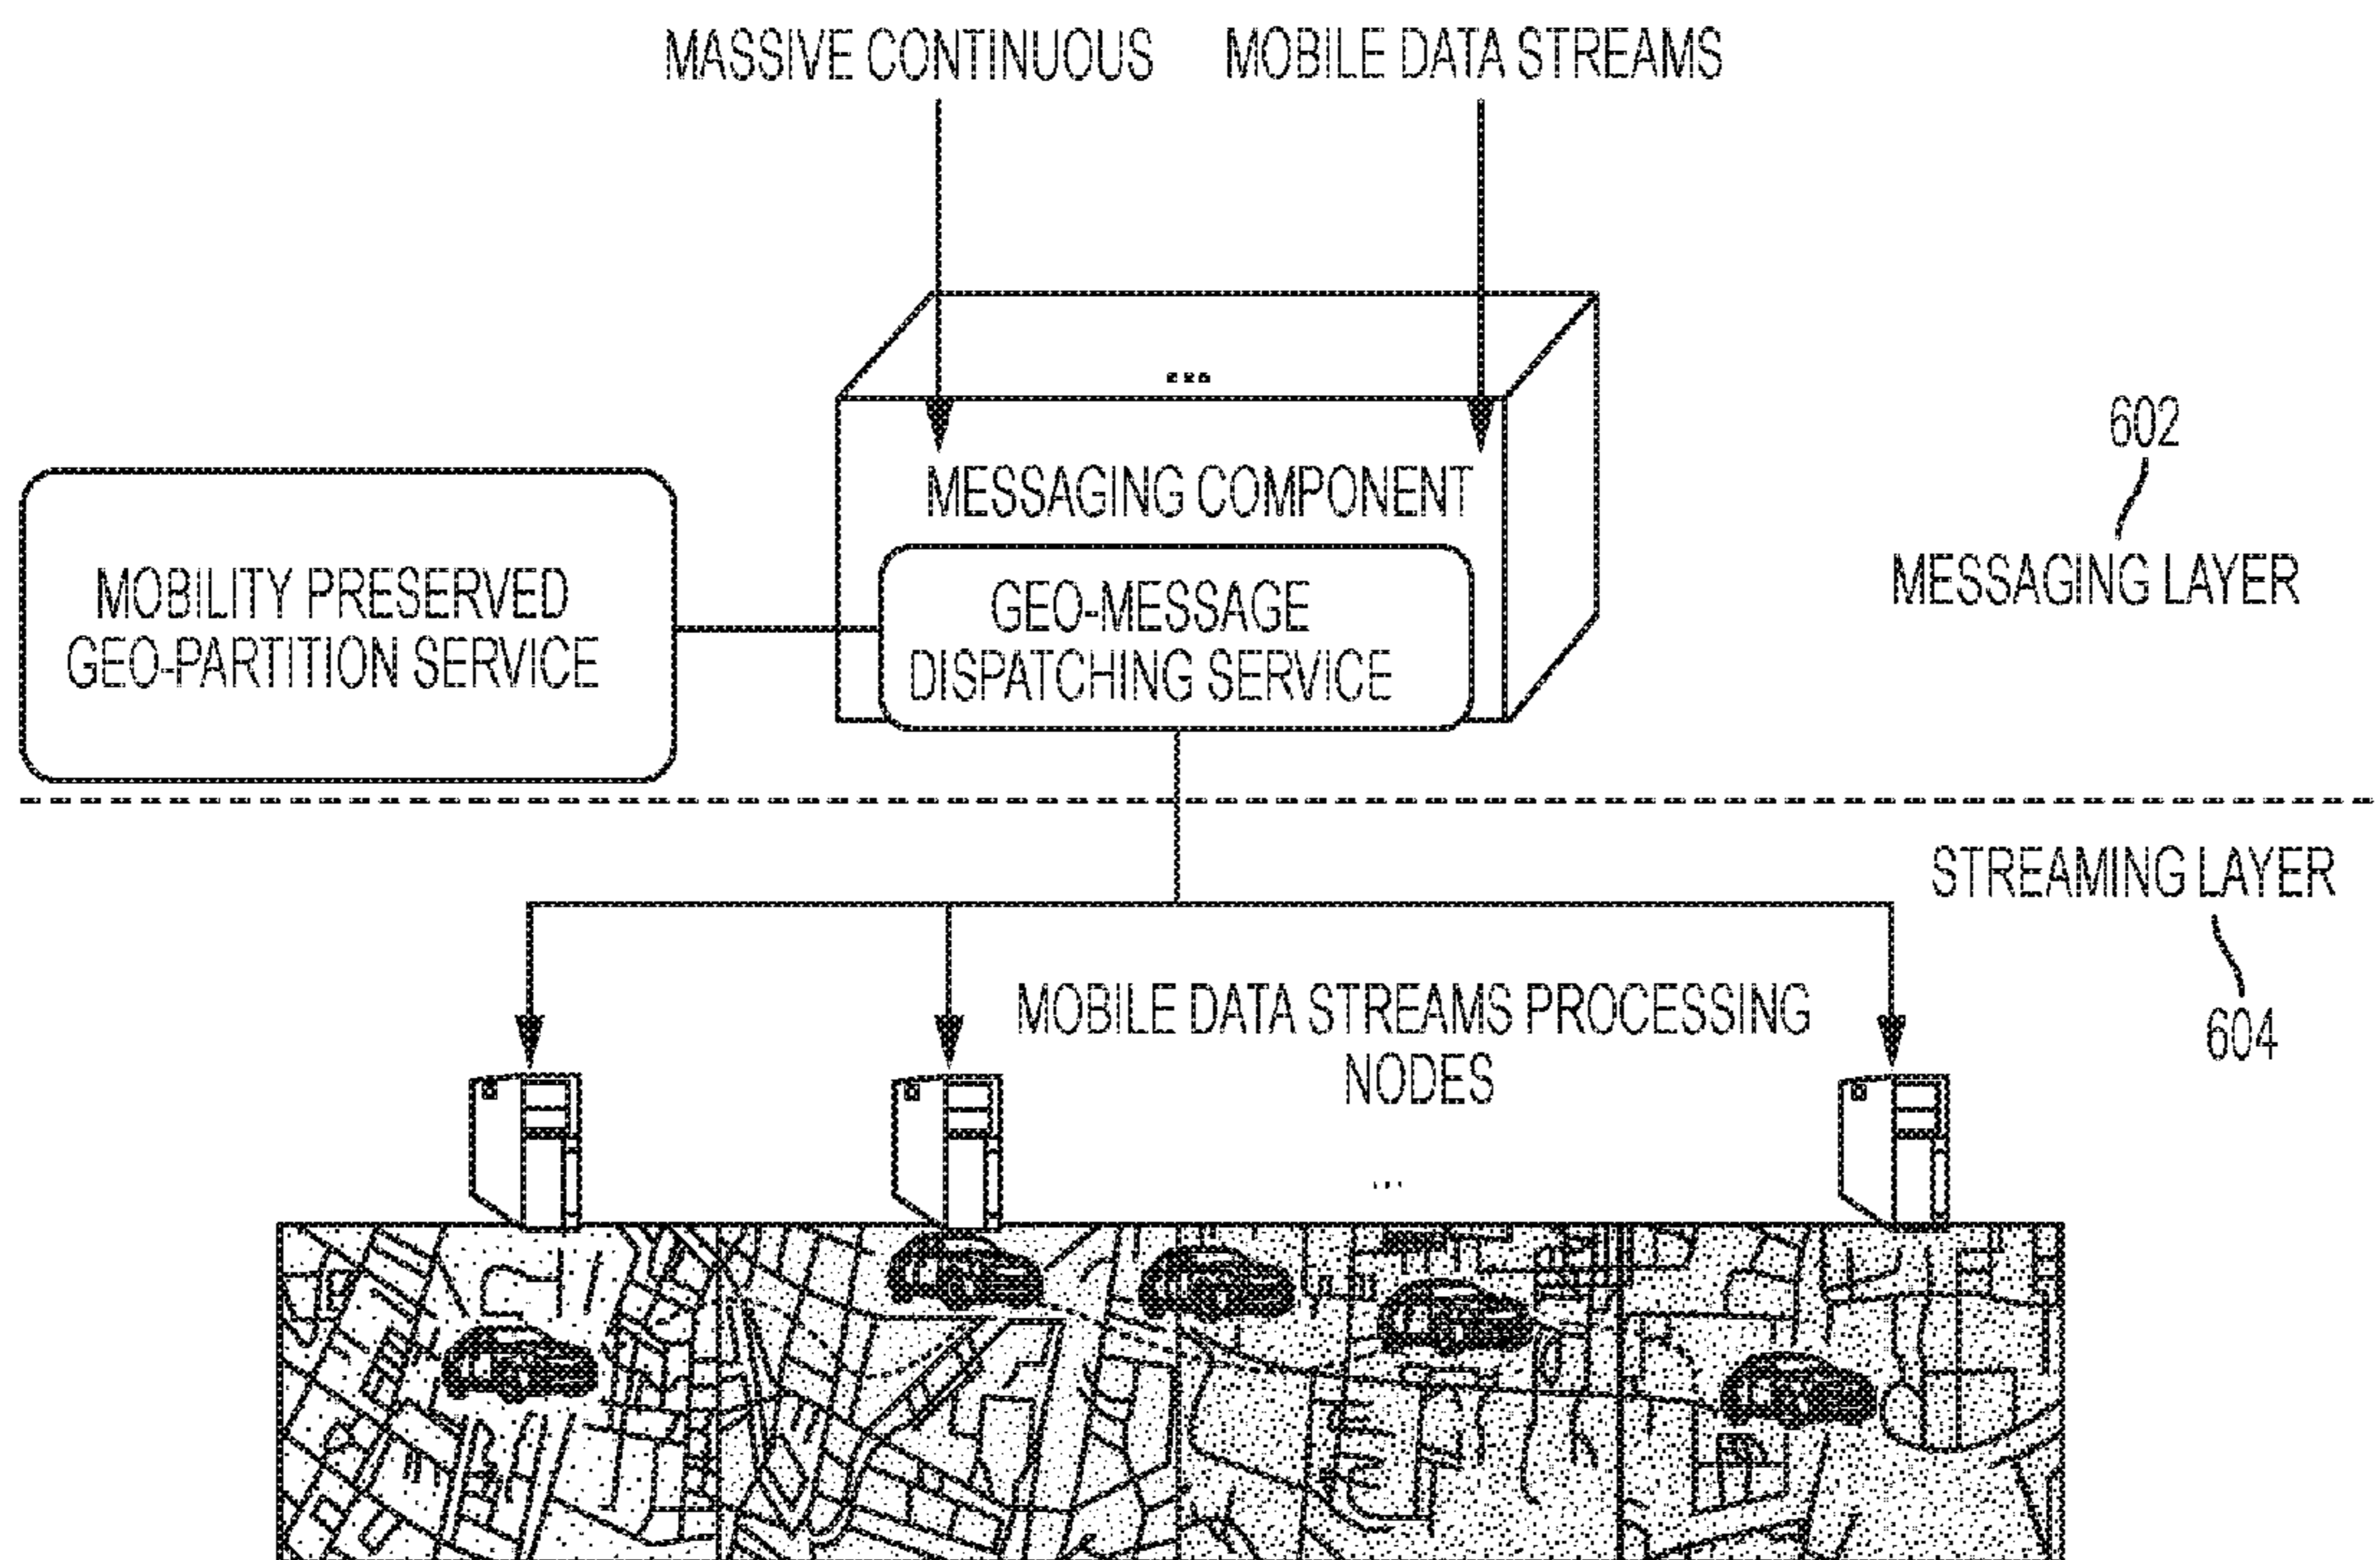 MASSIVE CONTINUOUS MOBILE DATA STREAMS
...
MESSAGING COMPONENT
602
MESSAGING LAYER
MOBILITY PRESERVED
GEO-PARTITION SERVICE
GEO-MESSAGE
DISPATCHING SERVICE
STREAMING LAYER
604
MOBILE DATA STREAMS PROCESSING
NODES
...